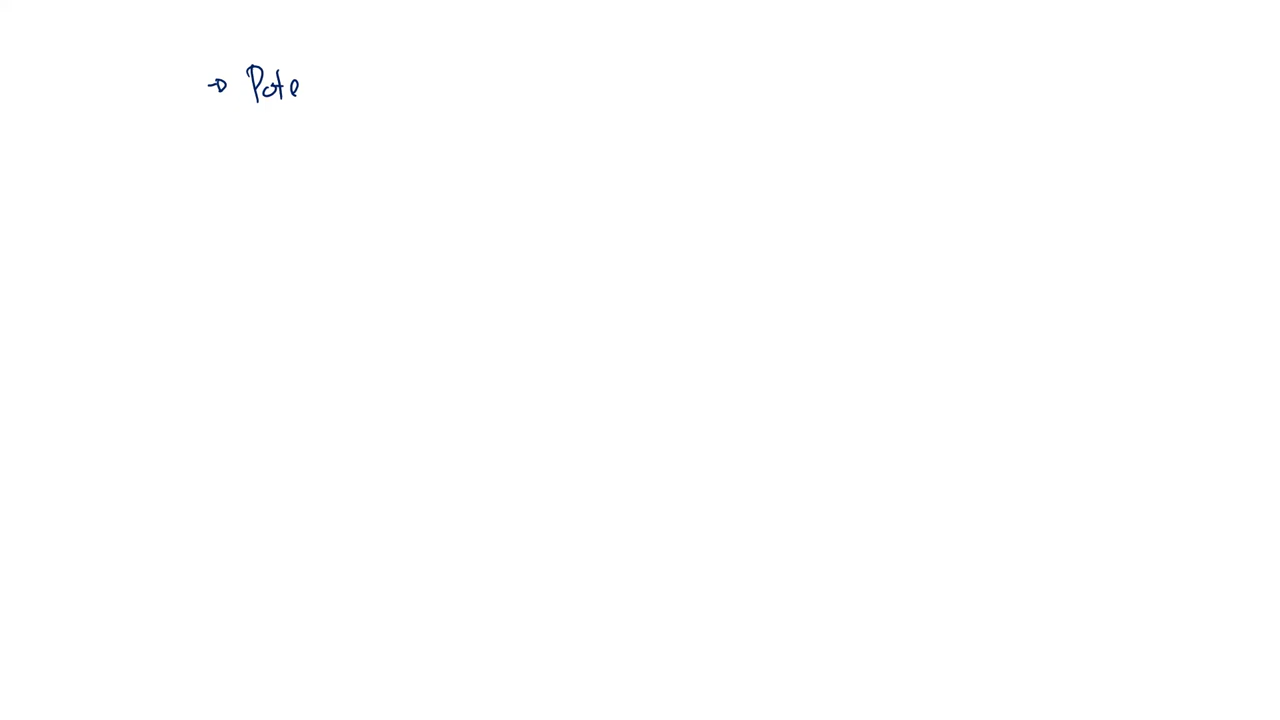 → Pote